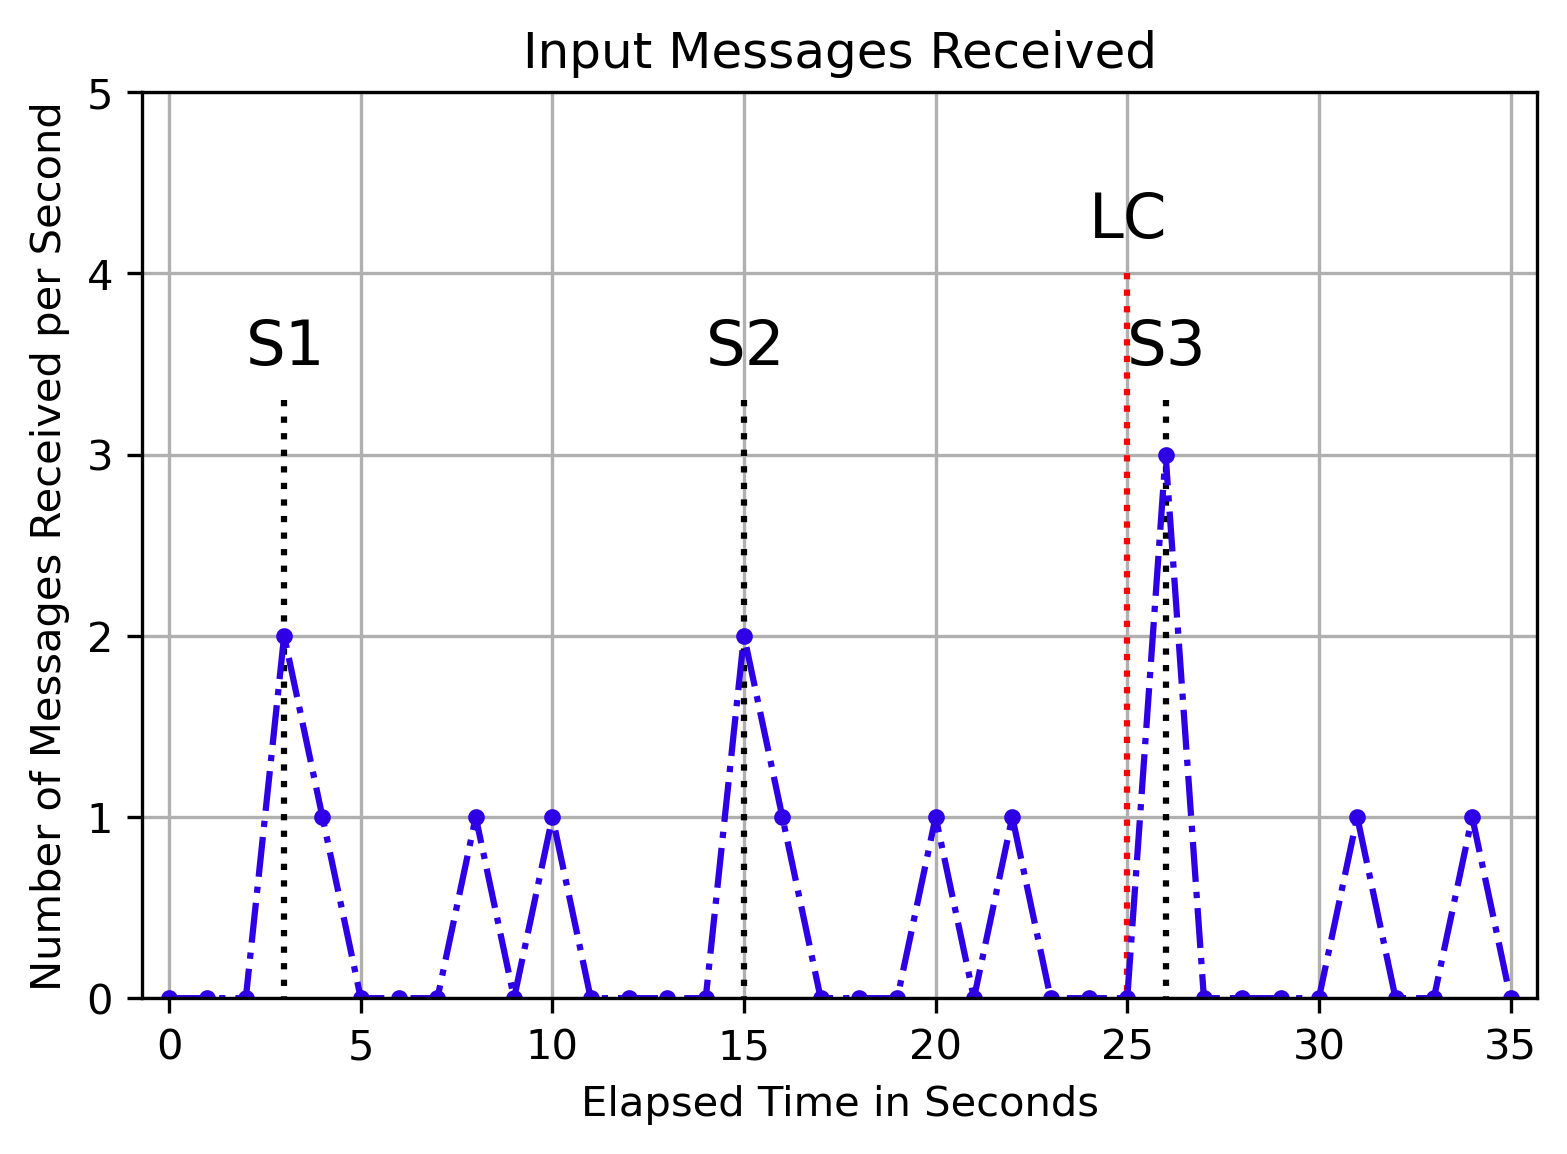 Input Messages Received
Number of Messages Received per Second
5
4
3
2
1
0
LC
S1
S2
S3
0 5 10 15 20 25 30 35
Elapsed Time in Seconds